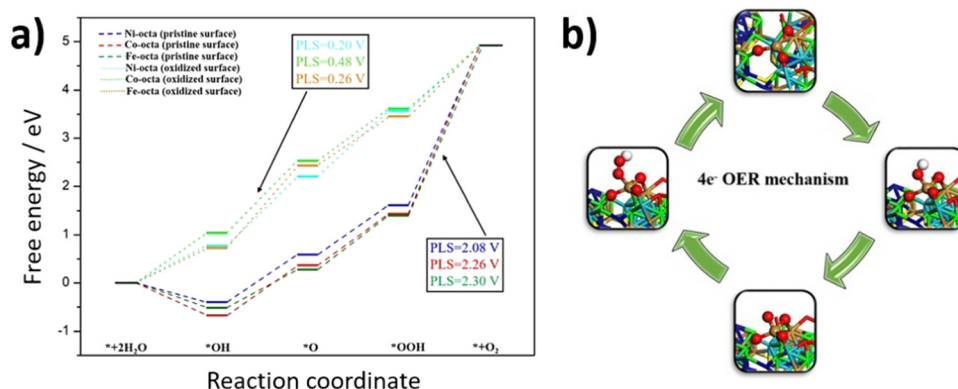 a)
Ni-octa (pristine surface)
Co-octa (pristine surface)
Fe-octa (pristine surface)
Ni-octa (oxidized surface)
Co-octa (oxidized surface)
Fe-octa (oxidized surface)
PLS=0.20 V
PLS=0.48 V
PLS=0.26 V
PLS=2.08 V
PLS=2.26 V
PLS=2.30 V
Free energy / eV
5
4
3
2
1
0
-1
*+2H₂O
*OH
*O
*OOH
*+O₂
Reaction coordinate
b)
4e⁻ OER mechanism